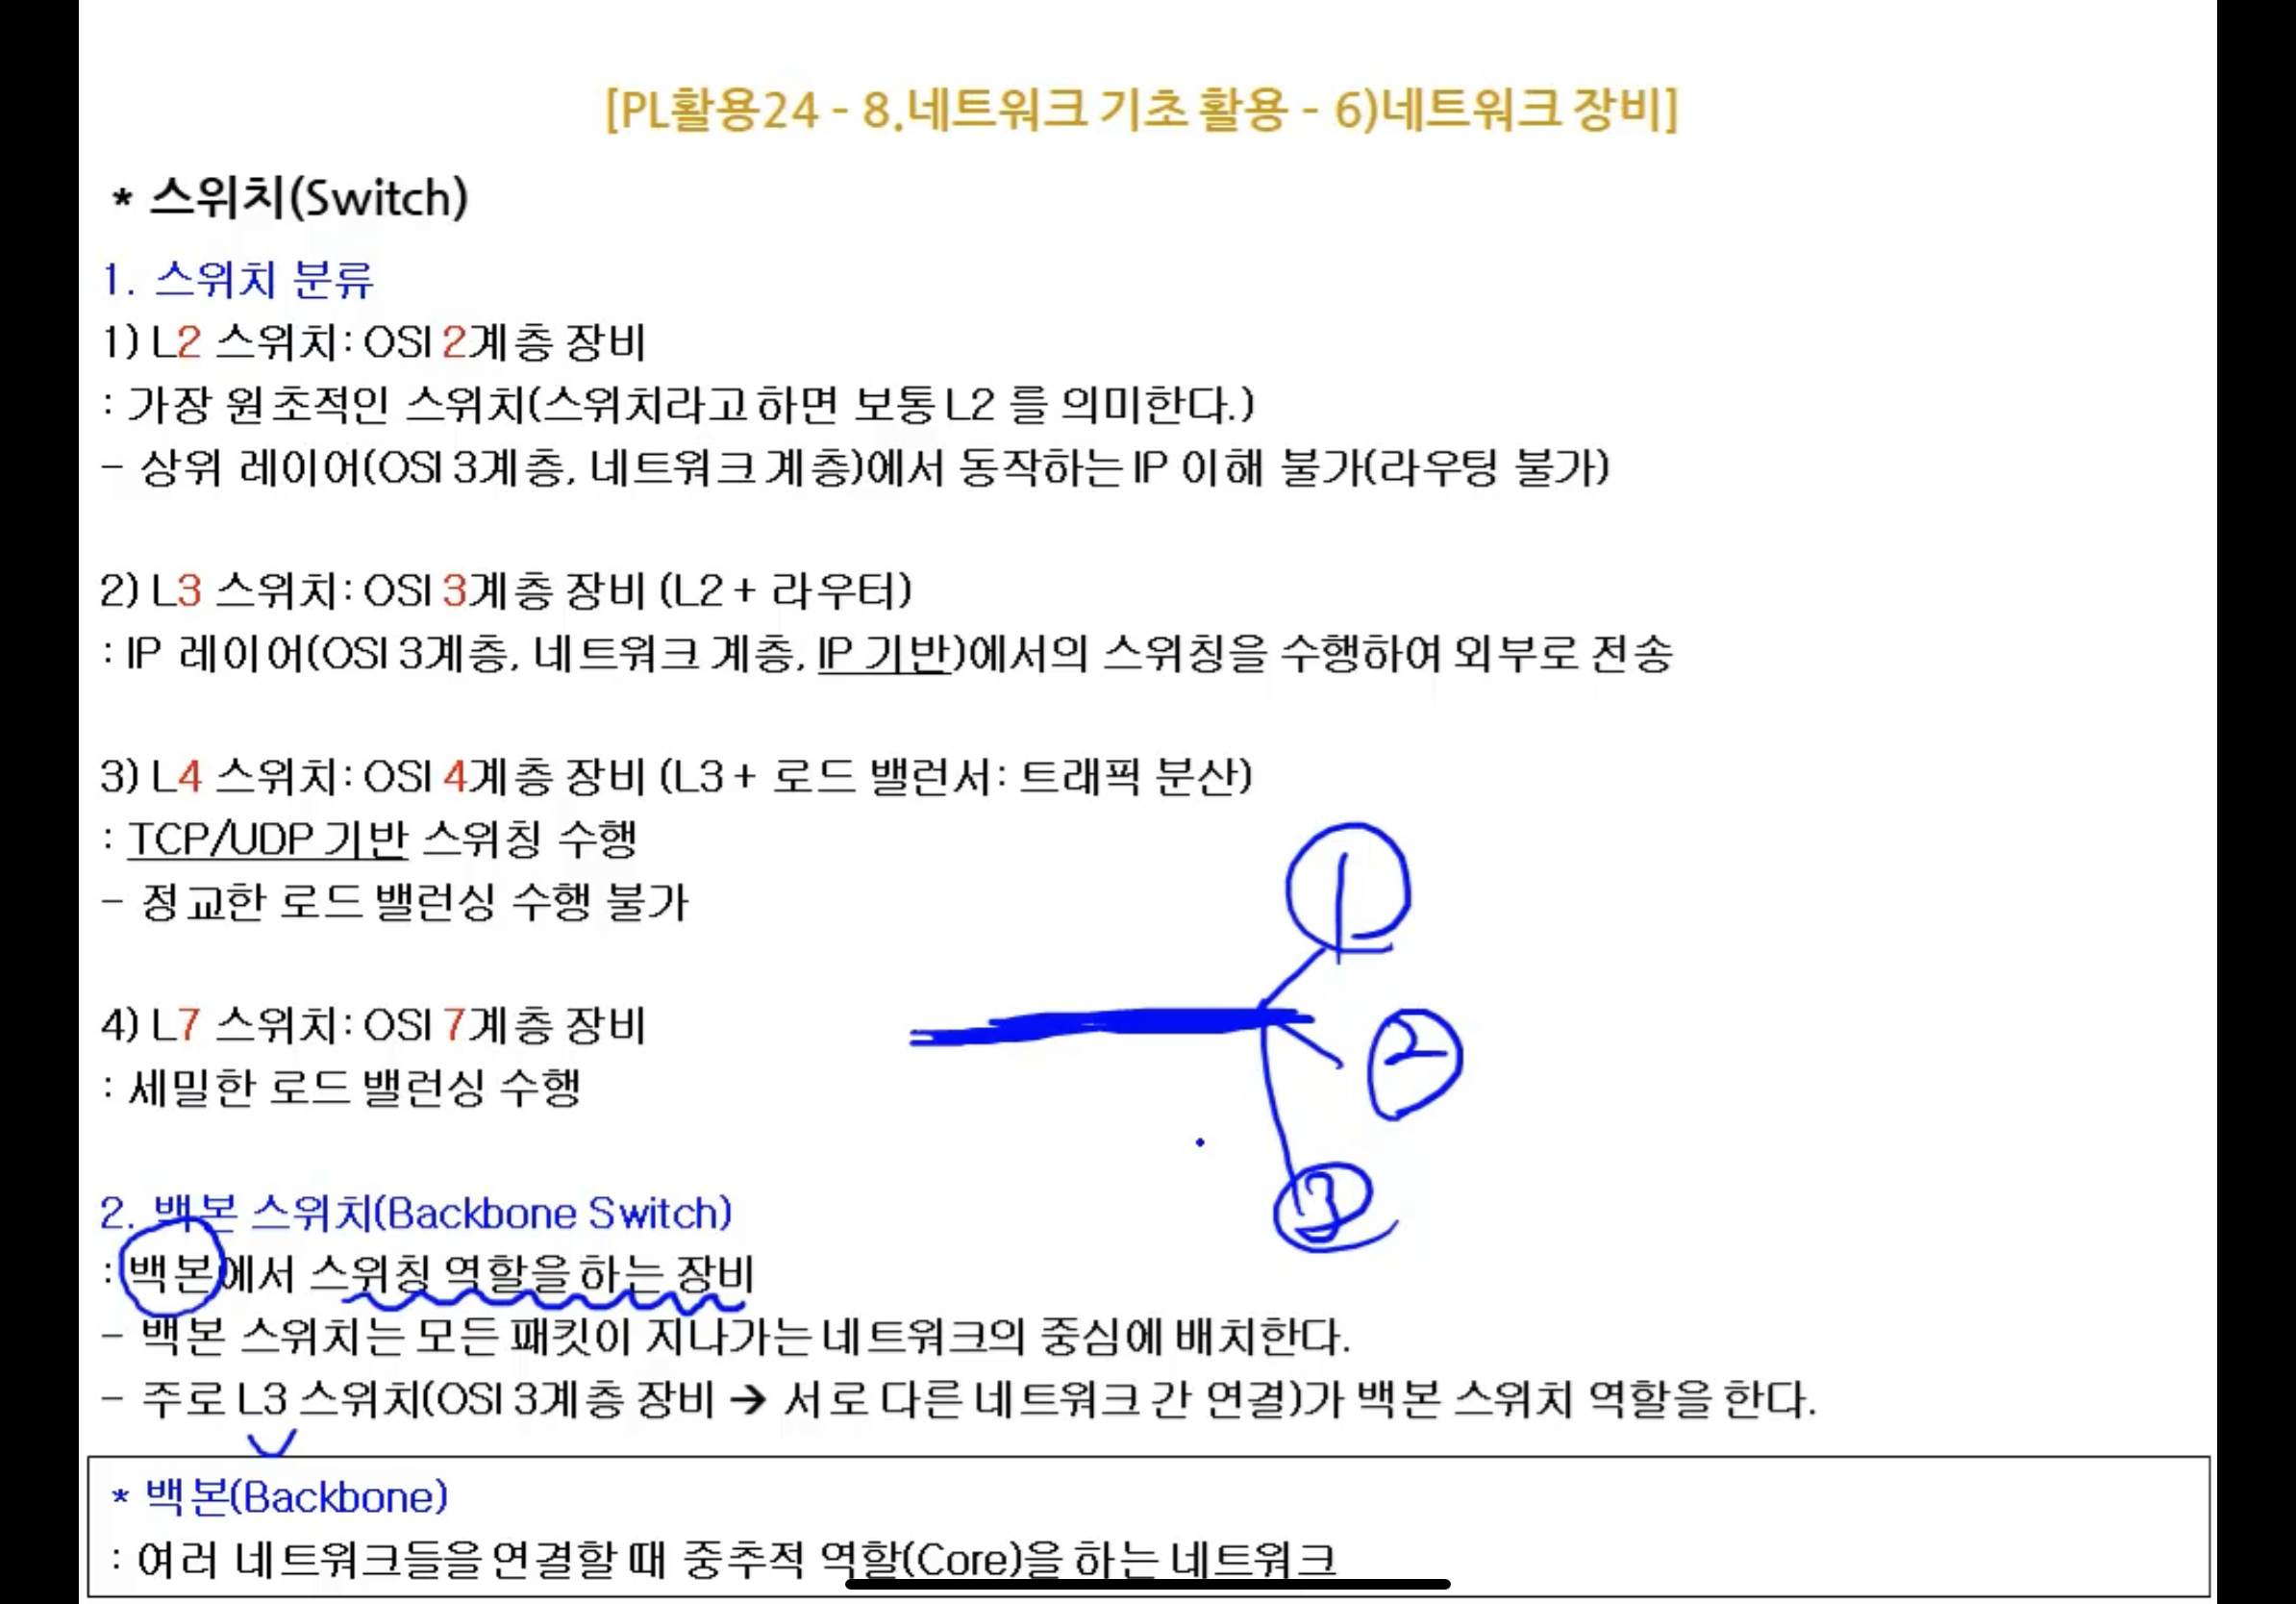 [PL활용24 - 8.네트워크 기초 활용 - 6)네트워크 장비]
* 스위치(Switch)
1. 스위치 분류
1) L2 스위치: OSI 2계층 장비
: 가장 원초적인 스위치(스위치라고 하면 보통 L2 를 의미한다.)
- 상위 레이어(OSI 3계층, 네트워크 계층)에서 동작하는 IP 이해 불가(라우팅 불가)
2) L3 스위치: OSI 3계층 장비 (L2 + 라우터)
: IP 레이어(OSI 3계층, 네트워크 계층, IP 기반)에서의 스위칭을 수행하여 외부로 전송
3) L4 스위치: OSI 4계층 장비 (L3 + 로드 밸런서: 트래픽 분산)
: TCP/UDP 기반 스위칭 수행
- 정교한 로드 밸런싱 수행 불가
1
4) L7 스위치: OSI 7계층 장비
2
: 세밀한 로드 밸런싱 수행
3
2. 백본 스위치(Backbone Switch)
: 백본에서 스위칭 역할을 하는 장비
- 백본 스위치는 모든 패킷이 지나가는 네트워크의 중심에 배치한다.
- 주로 L3 스위치(OSI 3계층 장비 → 서로 다른 네트워크 간 연결)가 백본 스위치 역할을 한다.
* 백본(Backbone)
: 여러 네트워크들을 연결할 때 중추적 역할(Core)을 하는 네트워크